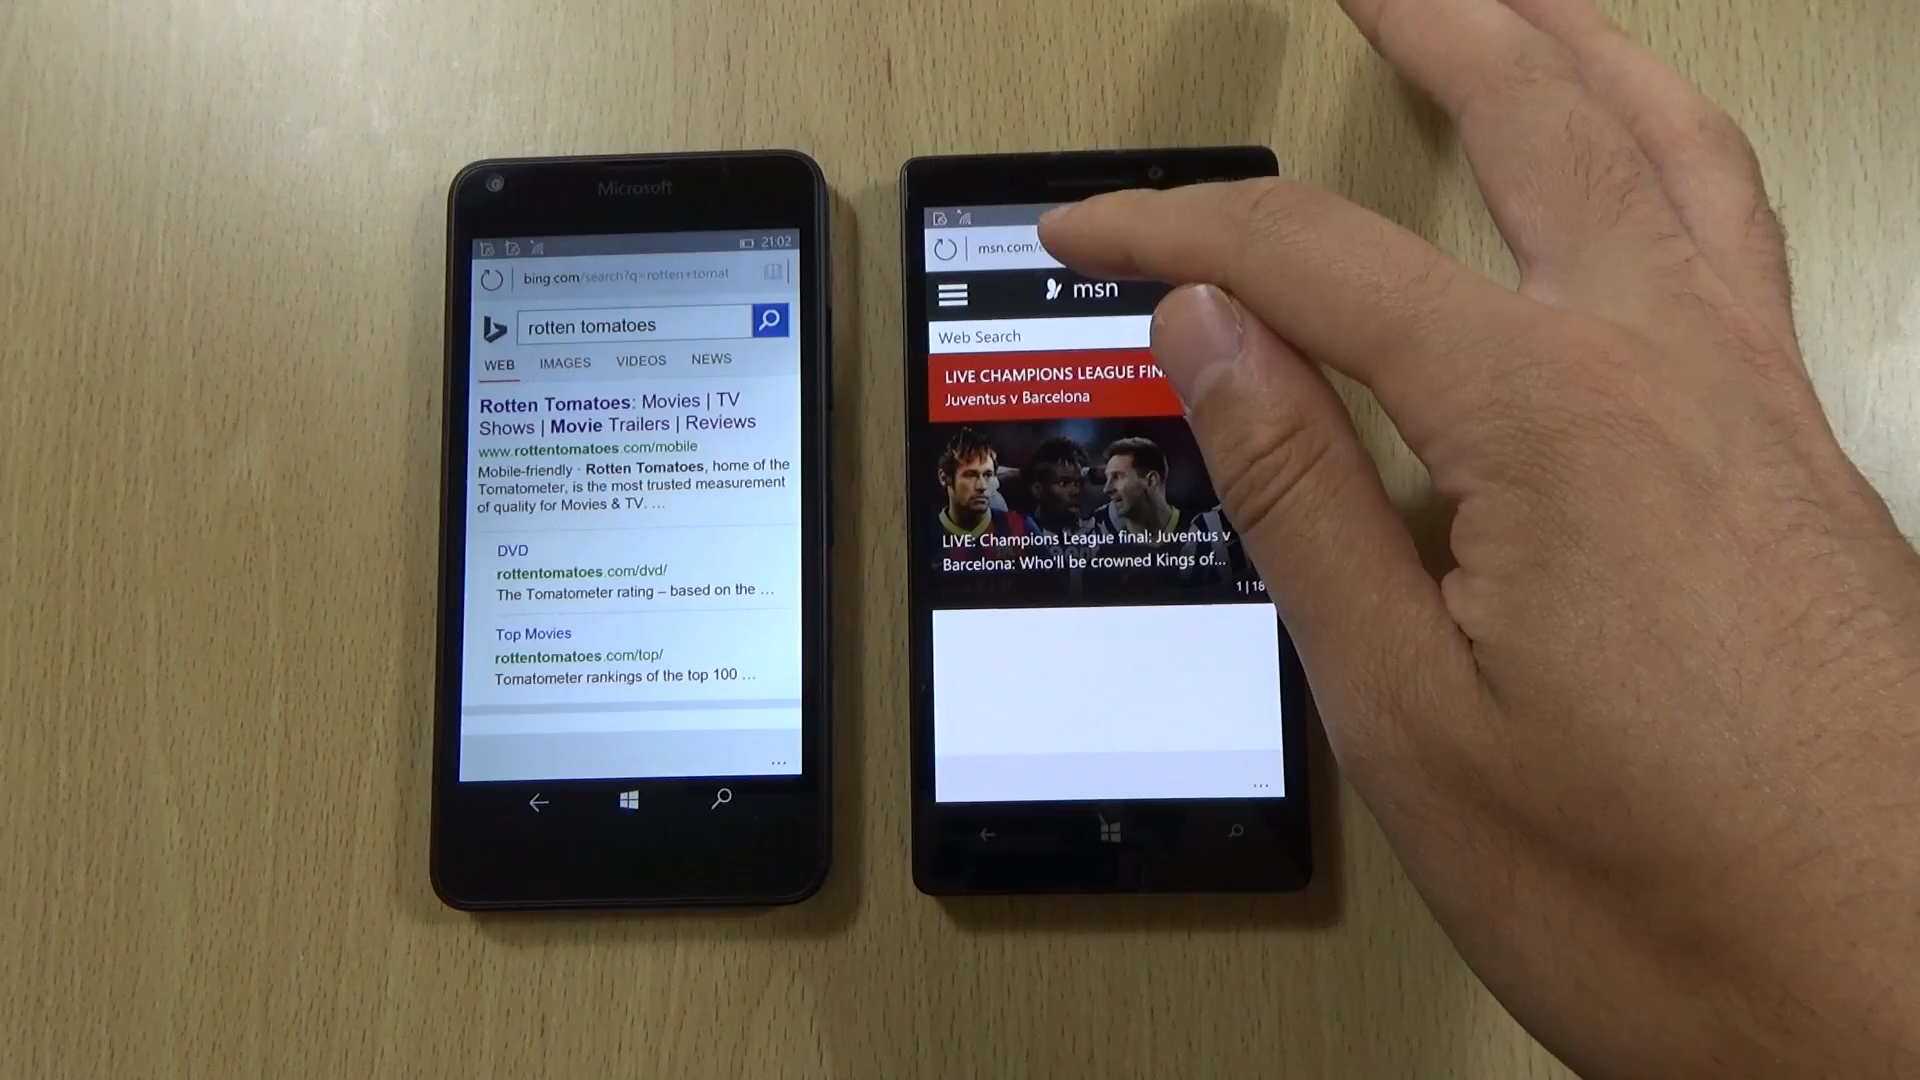 Microsoft
21:02
bing.com/search?q=rotten+tomat
rotten tomatoes
WEB IMAGES VIDEOS NEWS
Rotten Tomatoes: Movies | TV
Shows | Movie Trailers | Reviews
www.rottentomatoes.com/mobile
Mobile-friendly · Rotten Tomatoes, home of the
Tomatometer, is the most trusted measurement
of quality for Movies & TV. ...
DVD
rottentomatoes.com/dvd/
The Tomatometer rating – based on the ...
Top Movies
rottentomatoes.com/top/
Tomatometer rankings of the top 100 ...
...
msn.com/
msn
Web Search
LIVE CHAMPIONS LEAGUE
Juventus v Barcelona
LIVE: Champions League final: Juventus v
Barcelona: Who'll be crowned Kings of...
1 | 18
...